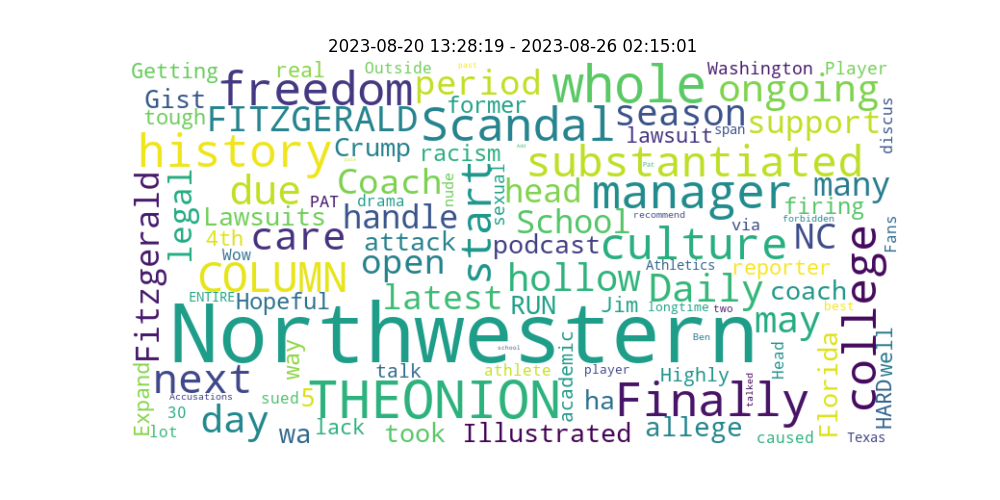 2023-08-20 13:28:19 - 2023-08-26 02:15:01
Getting real Outside past Washington Player
freedom period whole ongoing
Gist former season
tough FITZGERALD Scandal lawsuit span support discus
history Crump racism substantiated
due PAT drama Coach nude sexual start head manager many
legal Lawsuits handle School recommend via forbidden firing
Fitzgerald 4th care attack open podcast culture NC Fans
Wow COLUMN hollow Athletics reporter college
ENTIRE Hopeful latest RUN Jim Daily longtime two coach best
Northwestern Ben may
school
way talk athlete academic player Highly Head Florida HARD well
next Accusations THEONION Finally talked
Expand sued 5 ha
30 day lack Illustrated allege
lot wa took caused Texas